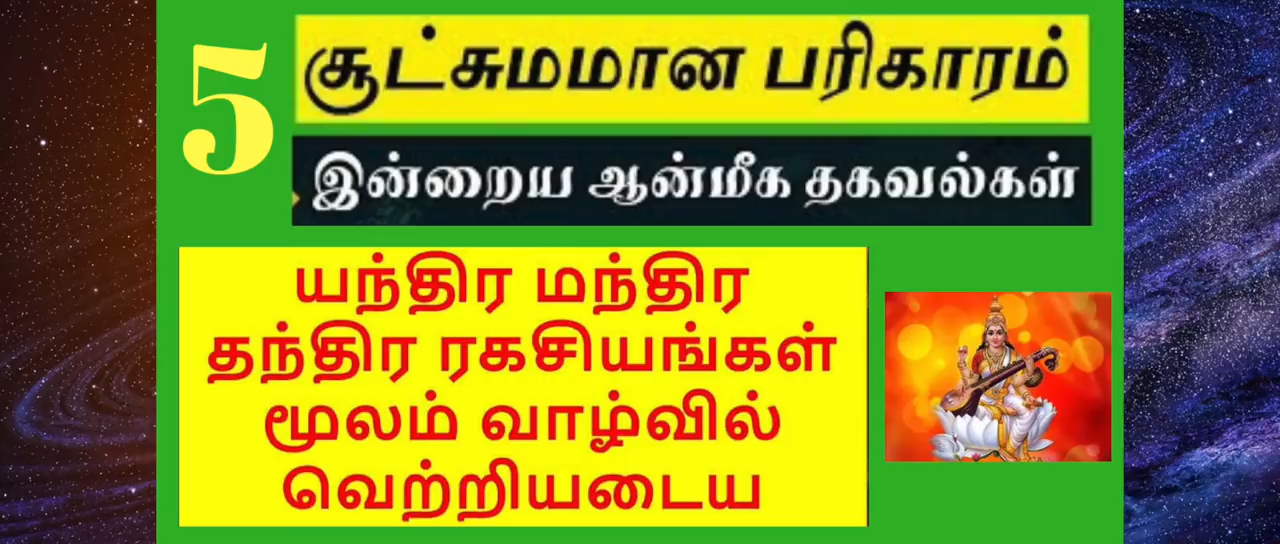 5
சூட்சுமமான பரிகாரம்
இன்றைய ஆன்மீக தகவல்கள்
யந்திர மந்திர
தந்திர ரகசியங்கள்
மூலம் வாழ்வில்
வெற்றியடைய